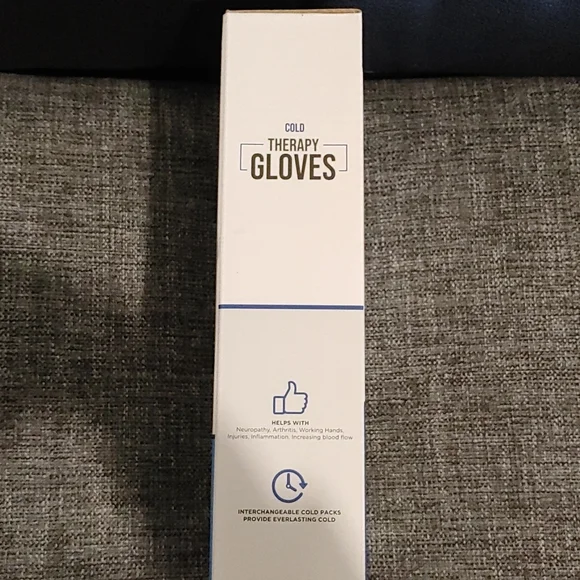 COLD
THERAPY
GLOVES
HELPS WITH
Neuropathy, Arthritis, Working Hands,
Injuries, Inflammation, Increasing blood flow
INTERCHANGEABLE COLD PACKS
PROVIDE EVERLASTING COLD